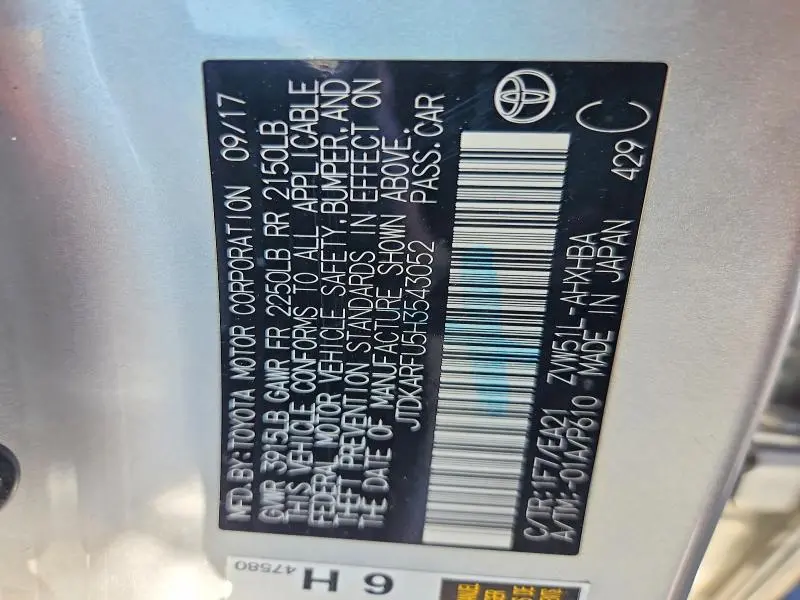 MFD.BY:TOYOTA MOTOR CORPORATION 09/17
GVWR 3915LB GAWR FR 2250LB RR 2150LB
THIS VEHICLE CONFORMS TO ALL APPLICABLE
FEDERAL MOTOR VEHICLE SAFETY,BUMPER,AND
THEFT PREVENTION STANDARDS IN EFFECT ON
THE DATE OF MANUFACTURE SHOWN ABOVE.
JTDKARFU5H3543052 PASS.CAR
C/TR:1F7/EA21 ZVW51L-AHXHBA 429 C
A/TM:-01A/P610 MADE IN JAPAN
6 H
47580